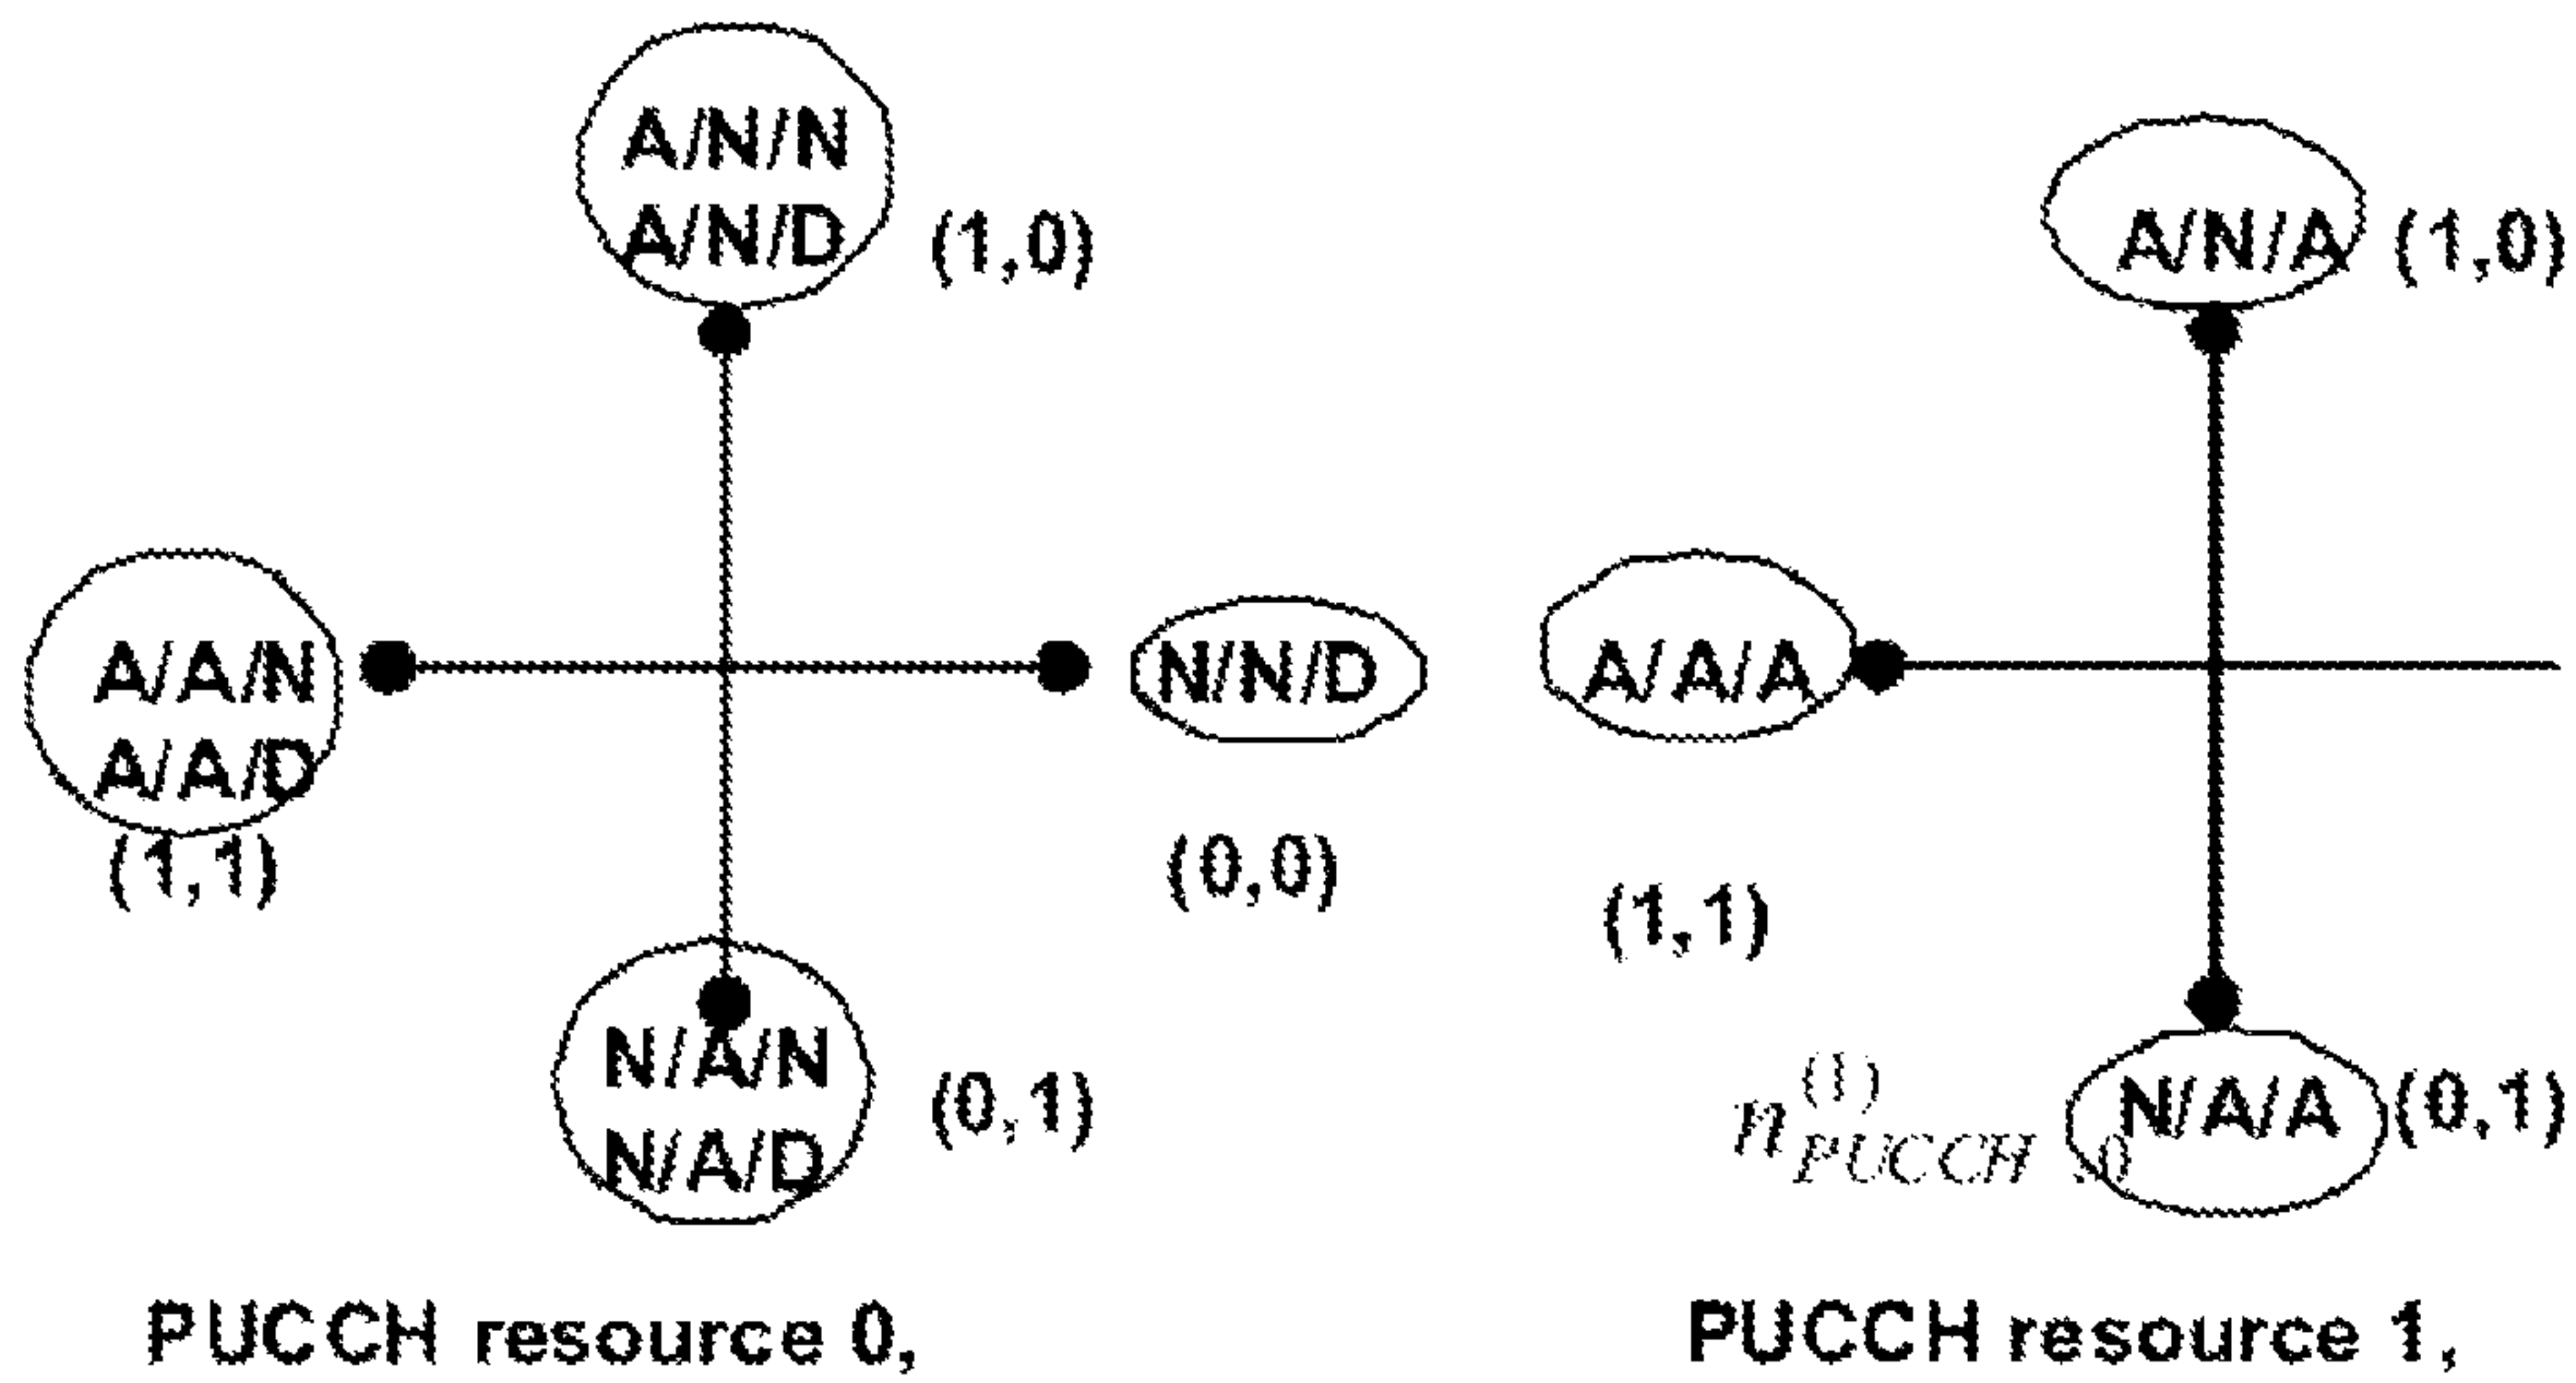 A/N/N
A/N/D
(1,0)
A/A/N
A/A/D
(1,1)
N/N/D
(0,0)
N/A/N
N/A/D
(0,1)
PUCCH resource 0,
A/N/A
(1,0)
A/A/A
(1,1)
N/A/A
(0,1)
n^{(1)}_{PUCCH ,0}
PUCCH resource 1,